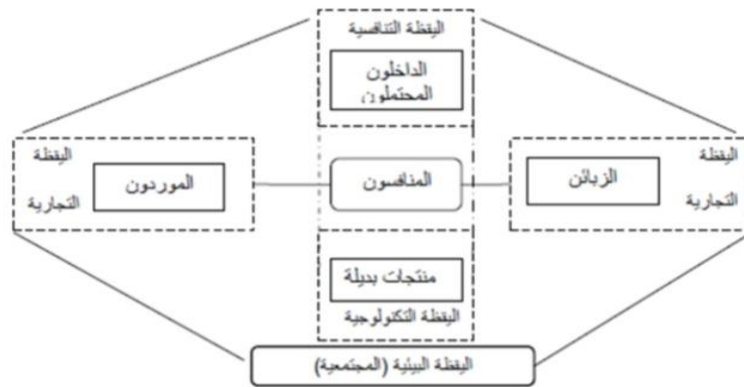 اليقظة التنافسية
الداخلون
المحتملون
اليقظة
الزبائن
التجارية
المنافسون
اليقظة
الموردون
التجارية
منتجات بديلة
اليقظة التكنولوجية
اليقظة البيئية (المجتمعية)